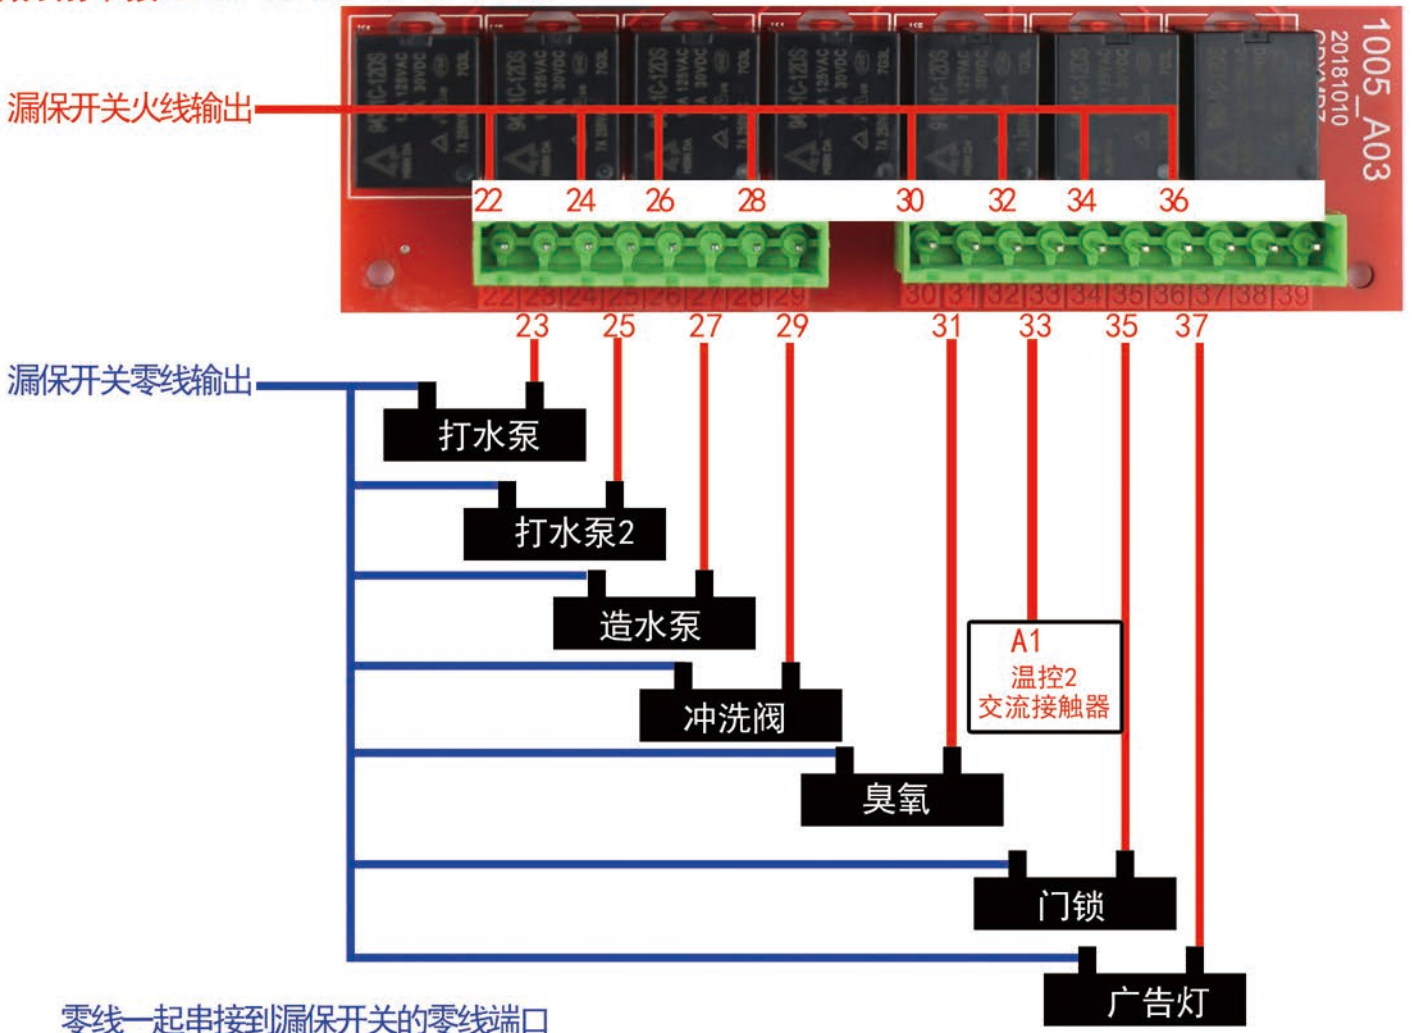 漏保开关火线输出
1005_A03
20181010
22 24 26 28 30 32 34 36
22 23 24 25 26 27 28 29 30 31 32 33 34 35 36 37 38 39
23 25 27 29 31 33 35 37
漏保开关零线输出
打水泵
打水泵2
造水泵
冲洗阀
A1
温控2
交流接触器
臭氧
门锁
广告灯
零线一起串接到漏保开关的零线端口